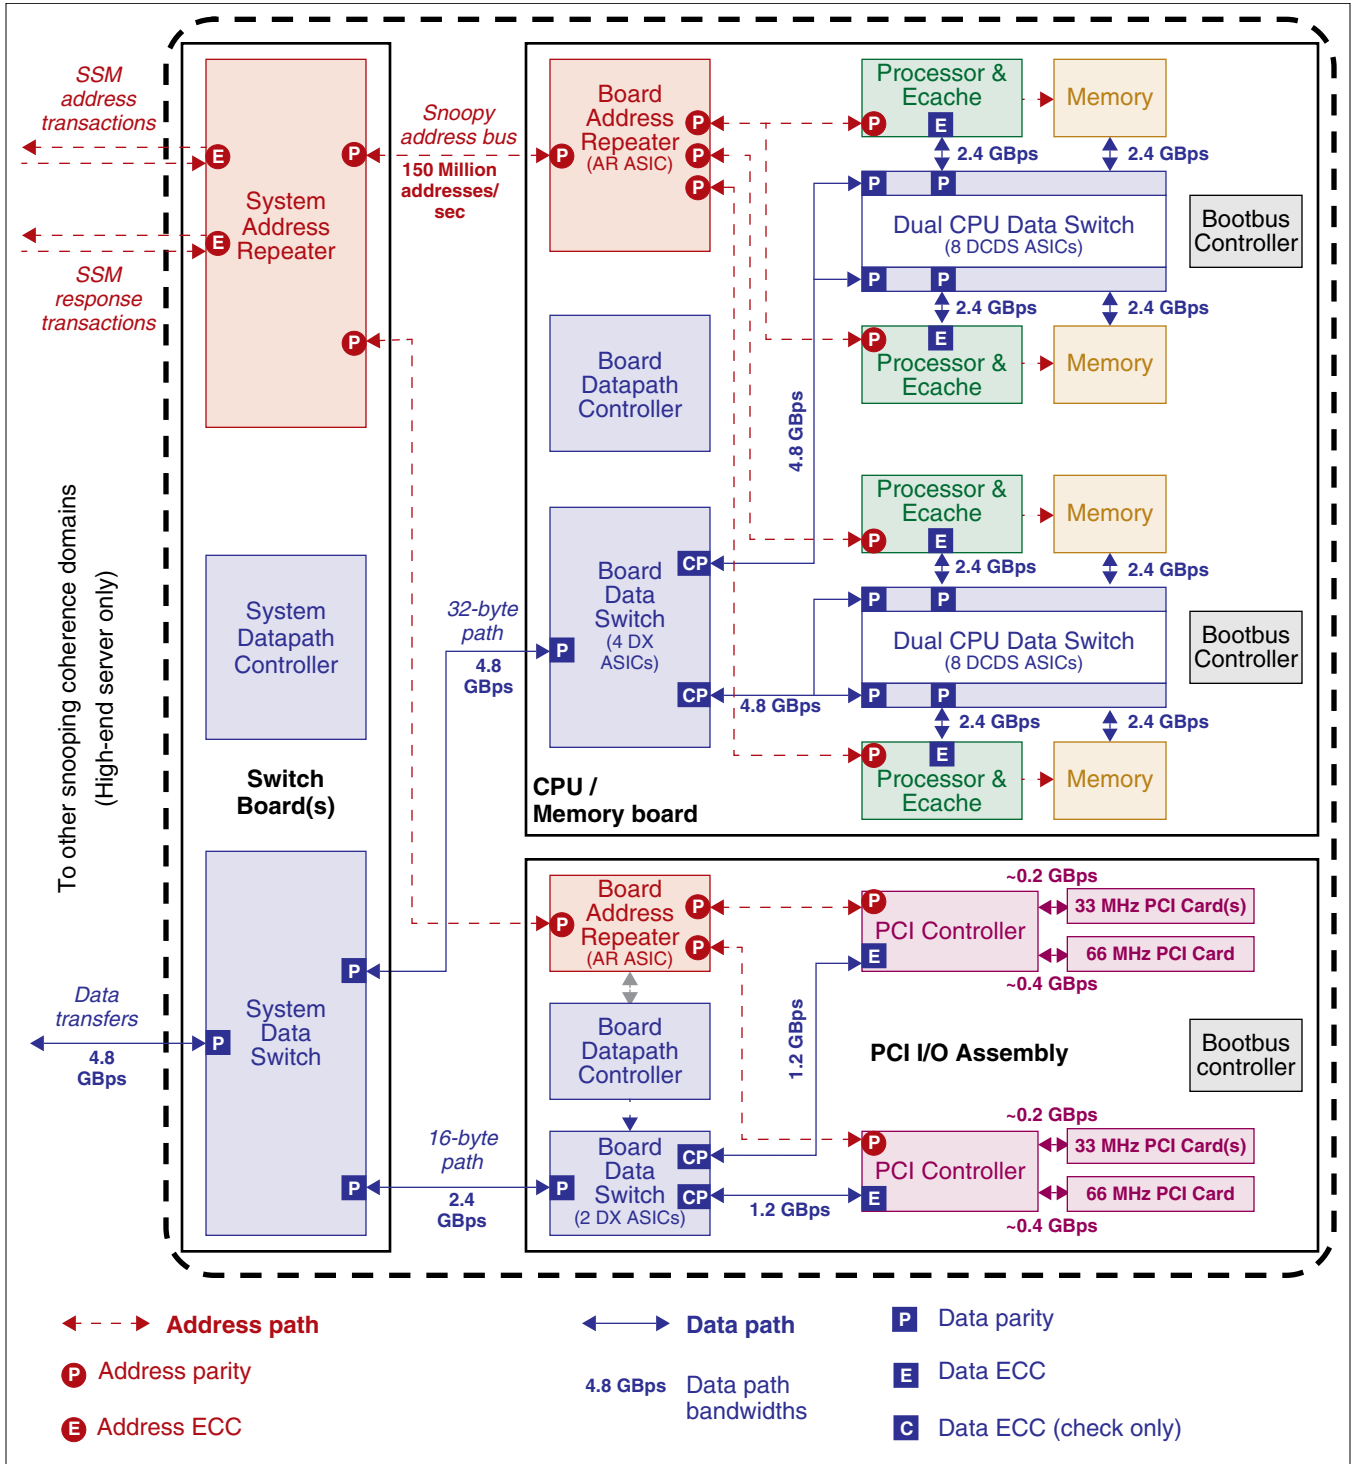 SSM
address
transactions
E
P
System
Address
Repeater
E
SSM
response
transactions
P
Snoopy
address bus
150 Million
addresses/
sec
Board
Address
Repeater
(AR ASIC)
P
P
P
P
Processor &
Ecache
P
E
Memory
2.4 GBps
2.4 GBps
P
P
Dual CPU Data Switch
(8 DCDS ASICs)
P
P
2.4 GBps
2.4 GBps
Bootbus
Controller
P
E
Processor &
Ecache
Memory
Board
Datapath
Controller
4.8 GBps
Processor &
Ecache
P
E
Memory
2.4 GBps
2.4 GBps
P
P
Dual CPU Data Switch
(8 DCDS ASICs)
P
P
2.4 GBps
2.4 GBps
Bootbus
Controller
P
E
Processor &
Ecache
Memory
Board
Data
Switch
(4 DX
ASICs)
CP
P
CP
4.8 GBps
32-byte
path
4.8
GBps
To other snooping coherence domains
(High-end server only)
System
Datapath
Controller
Switch
Board(s)
CPU /
Memory board
System
Data
Switch
P
P
P
Data
transfers
4.8
GBps
16-byte
path
2.4
GBps
Board
Address
Repeater
(AR ASIC)
P
P
P
Board
Datapath
Controller
Board
Data
Switch
(2 DX ASICs)
P
CP
CP
1.2 GBps
1.2 GBps
P
PCI Controller
E
~0.2 GBps
33 MHz PCI Card(s)
66 MHz PCI Card
~0.4 GBps
PCI I/O Assembly
Bootbus
controller
P
PCI Controller
E
~0.2 GBps
33 MHz PCI Card(s)
66 MHz PCI Card
~0.4 GBps
Address path
P Address parity
E Address ECC
Data path
4.8 GBps Data path
bandwidths
P Data parity
E Data ECC
C Data ECC (check only)